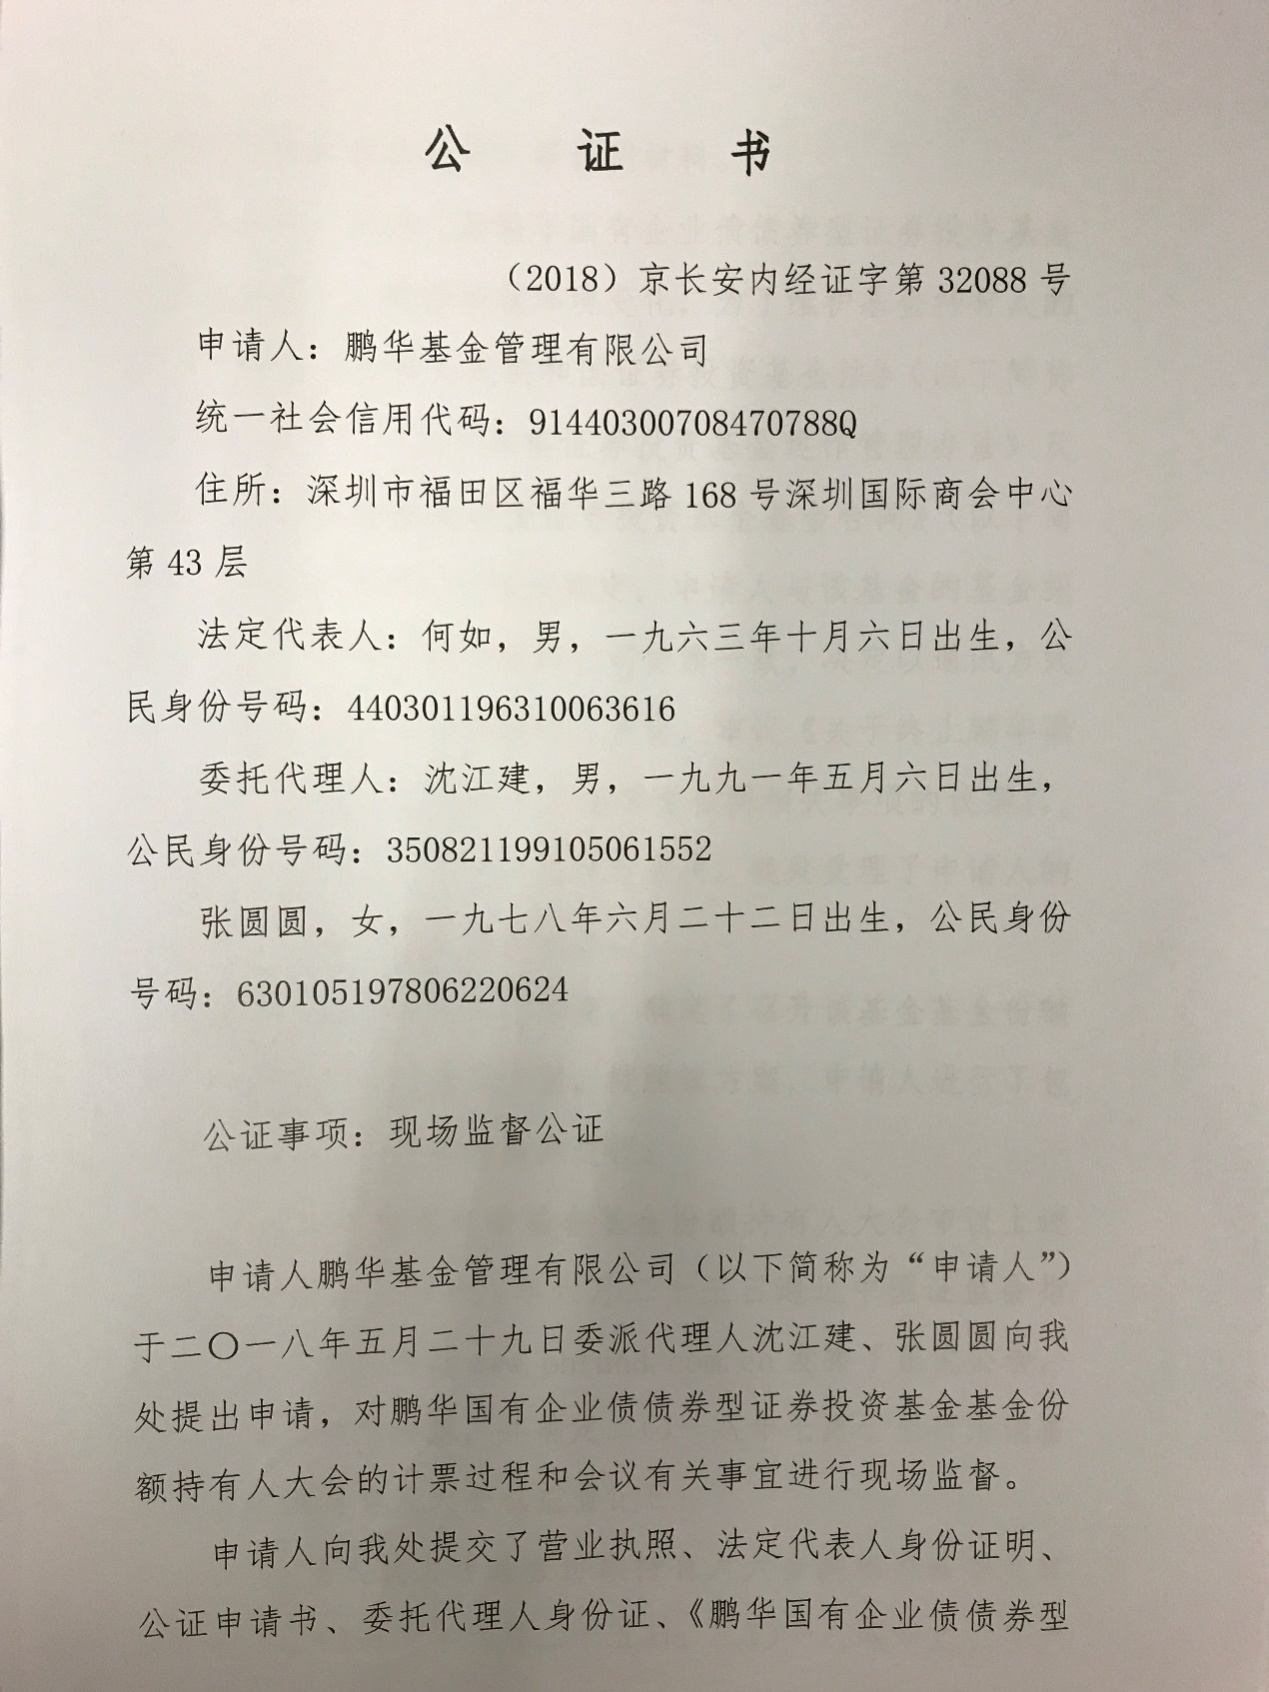 公 证 书
（2018）京长安内经证字第 32088 号
申请人：鹏华基金管理有限公司
统一社会信用代码：91440300708470788Q
住所：深圳市福田区福华三路 168 号深圳国际商会中心
第 43 层
法定代表人：何如，男，一九六三年十月六日出生，公
民身份号码：440301196310063616
委托代理人：沈江建，男，一九九一年五月六日出生，
公民身份号码：350821199105061552
张圆圆，女，一九七八年六月二十二日出生，公民身份
号码：630105197806220624
公证事项：现场监督公证
申请人鹏华基金管理有限公司（以下简称为“申请人”）
于二〇一八年五月二十九日委派代理人沈江建、张圆圆向我
处提出申请，对鹏华国有企业债债券型证券投资基金基金份
额持有人大会的计票过程和会议有关事宜进行现场监督。
申请人向我处提交了营业执照、法定代表人身份证明、
公证申请书、委托代理人身份证、《鹏华国有企业债债券型